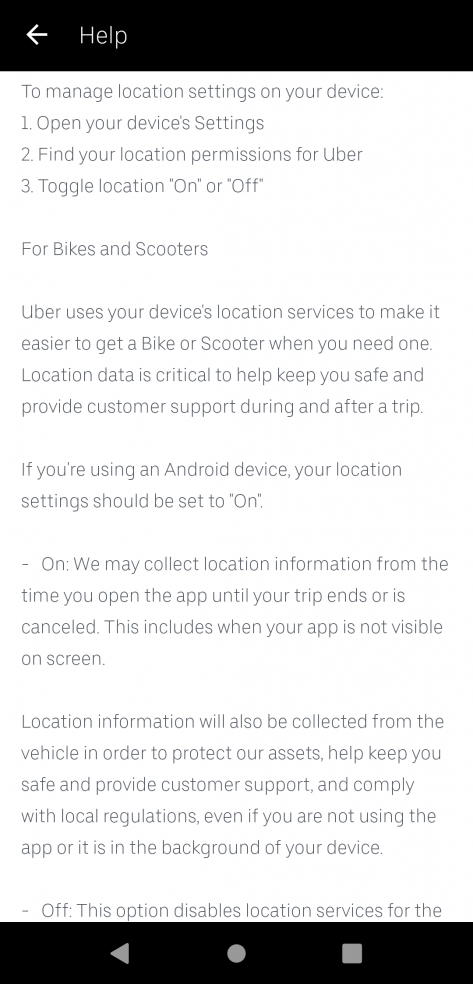 Help
To manage location settings on your device:
1. Open your device's Settings
2. Find your location permissions for Uber
3. Toggle location "On" or "Off"
For Bikes and Scooters
Uber uses your device's location services to make it
easier to get a Bike or Scooter when you need one.
Location data is critical to help keep you safe and
provide customer support during and after a trip.
If you're using an Android device, your location
settings should be set to "On".
- On: We may collect location information from the
time you open the app until your trip ends or is
canceled. This includes when your app is not visible
on screen.
Location information will also be collected from the
vehicle in order to protect our assets, help keep you
safe and provide customer support, and comply
with local regulations, even if you are not using the
app or it is in the background of your device.
- Off: This option disables location services for the